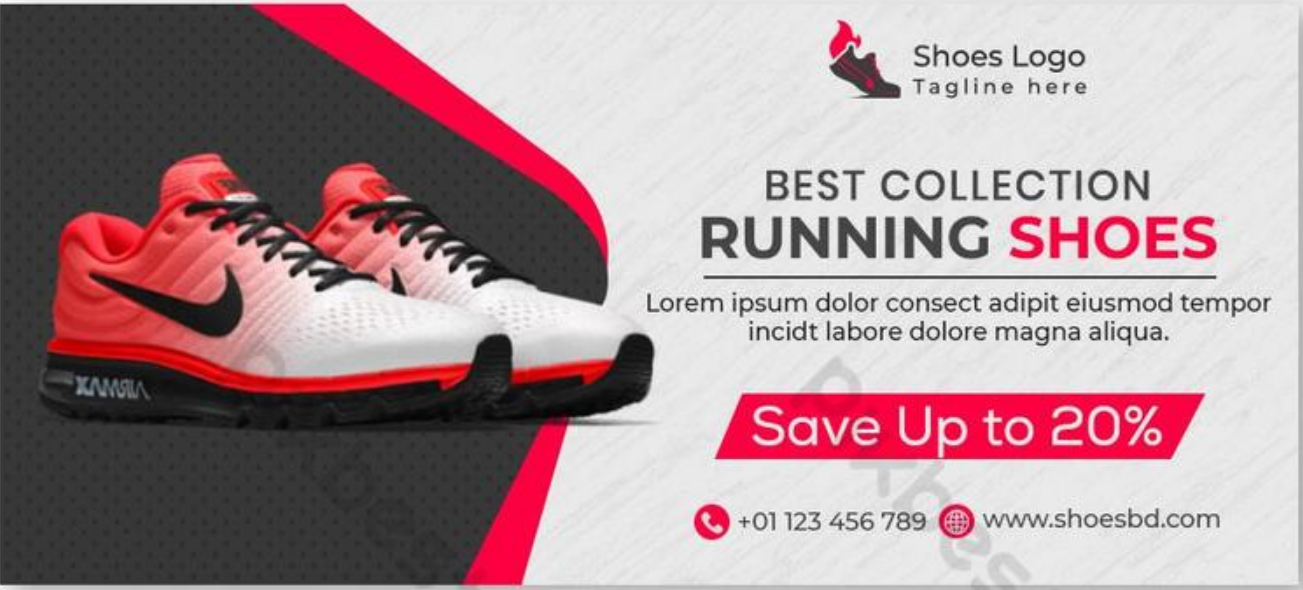 Shoes Logo
Tagline here
BEST COLLECTION
RUNNING SHOES
Lorem ipsum dolor consect adipit eiusmod tempor
incidt labore dolore magna aliqua.
Save Up to 20%
+01 123 456 789 www.shoesbd.com